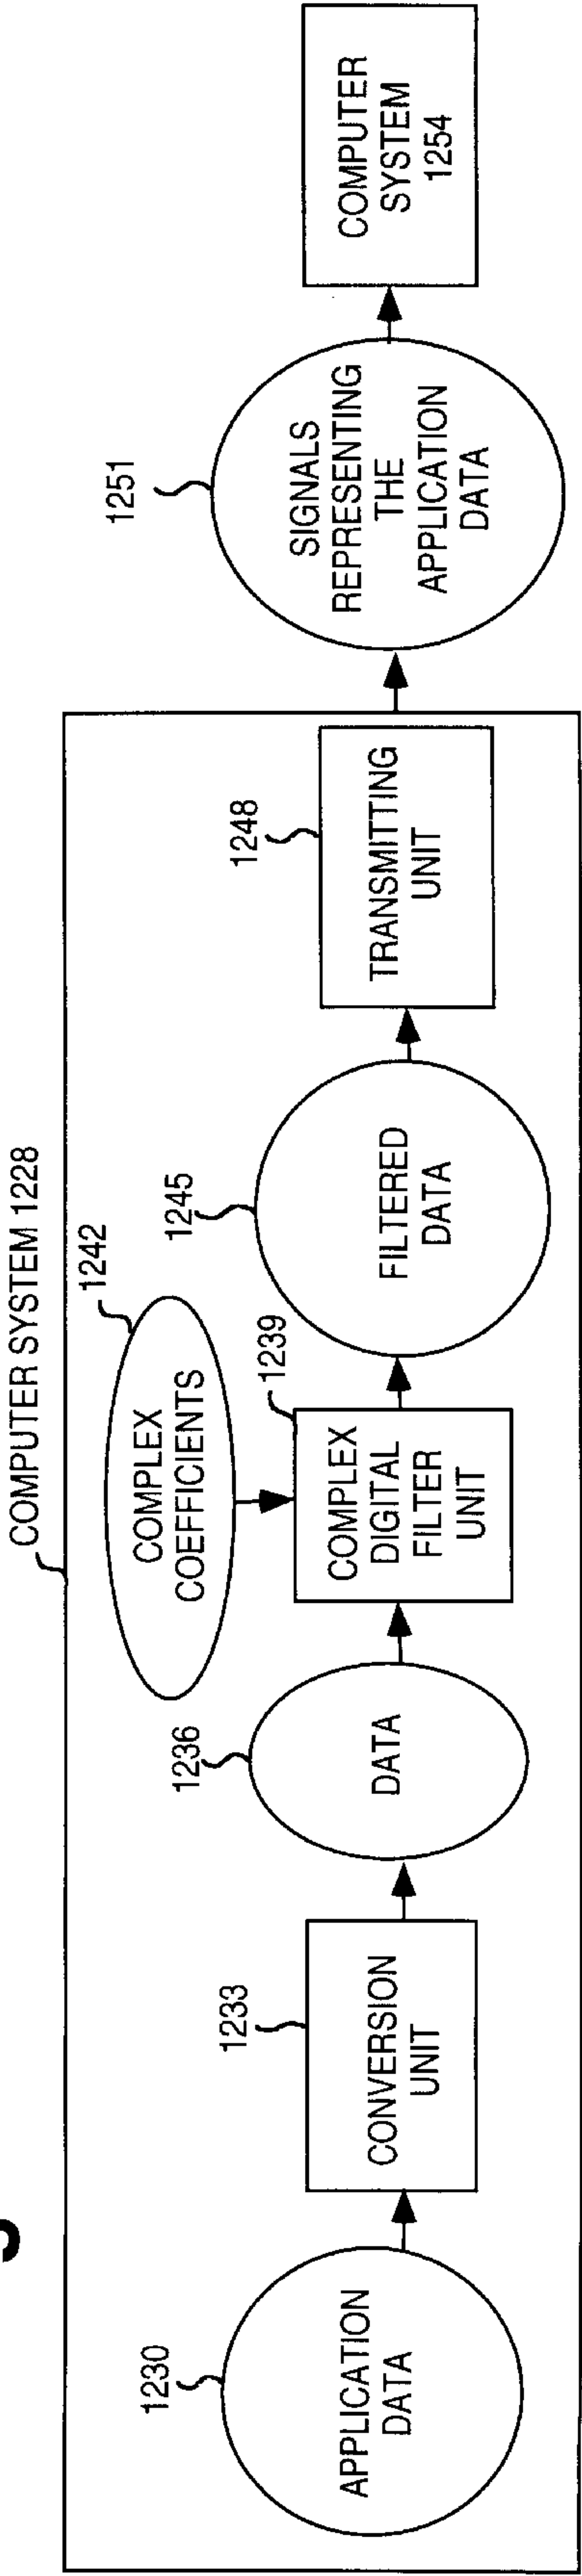 COMPUTER SYSTEM 1228
1230
APPLICATION
DATA
1233
CONVERSION
UNIT
1236
DATA
1242
COMPLEX
COEFFICIENTS
1239
COMPLEX
DIGITAL
FILTER
UNIT
1245
FILTERED
DATA
1248
TRANSMITTING
UNIT
1251
SIGNALS
REPRESENTING
THE
APPLICATION
DATA
COMPUTER
SYSTEM
1254